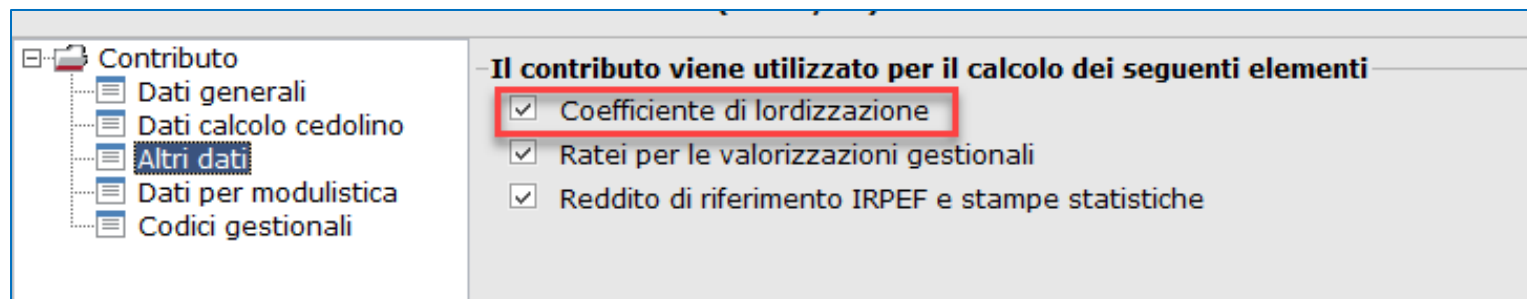 Contributo
Dati generali
Dati calcolo cedolino
Altri dati
Dati per modulistica
Codici gestionali
Il contributo viene utilizzato per il calcolo dei seguenti elementi
Coefficiente di lordizzazione
Ratei per le valorizzazioni gestionali
Reddito di riferimento IRPEF e stampe statistiche